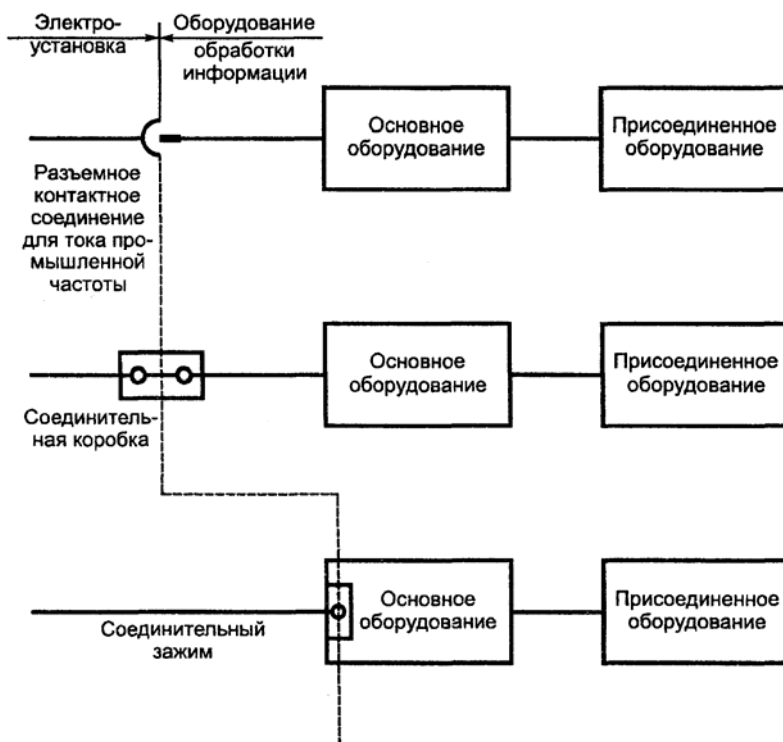 Электро-
установка
Оборудование
обработки
информации
Основное
оборудование
Присоединенное
оборудование
Разъемное
контактное
соединение
для тока про-
мышленной
частоты
Основное
оборудование
Присоединенное
оборудование
Соединитель-
ная коробка
Основное
оборудование
Присоединенное
оборудование
Соединительный
зажим